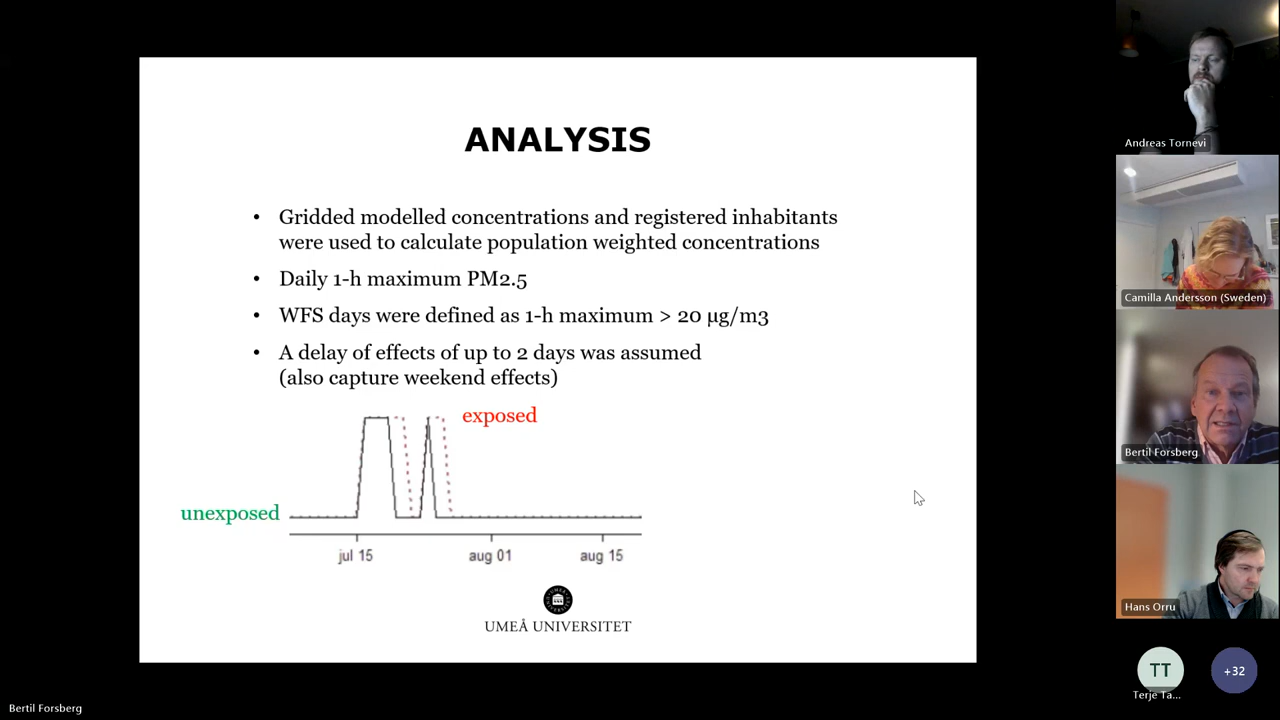 ANALYSIS
• Gridded modelled concentrations and registered inhabitants
were used to calculate population weighted concentrations
• Daily 1-h maximum PM2.5
• WFS days were defined as 1-h maximum > 20 µg/m3
• A delay of effects of up to 2 days was assumed
(also capture weekend effects)
exposed
unexposed
jul 15
aug 01
aug 15
UMEÅ UNIVERSITET
Andreas Tornevi
Camilla Andersson (Sweden)
Bertil Forsberg
Hans Orru
TT
+32
Terje Ta...
Bertil Forsberg